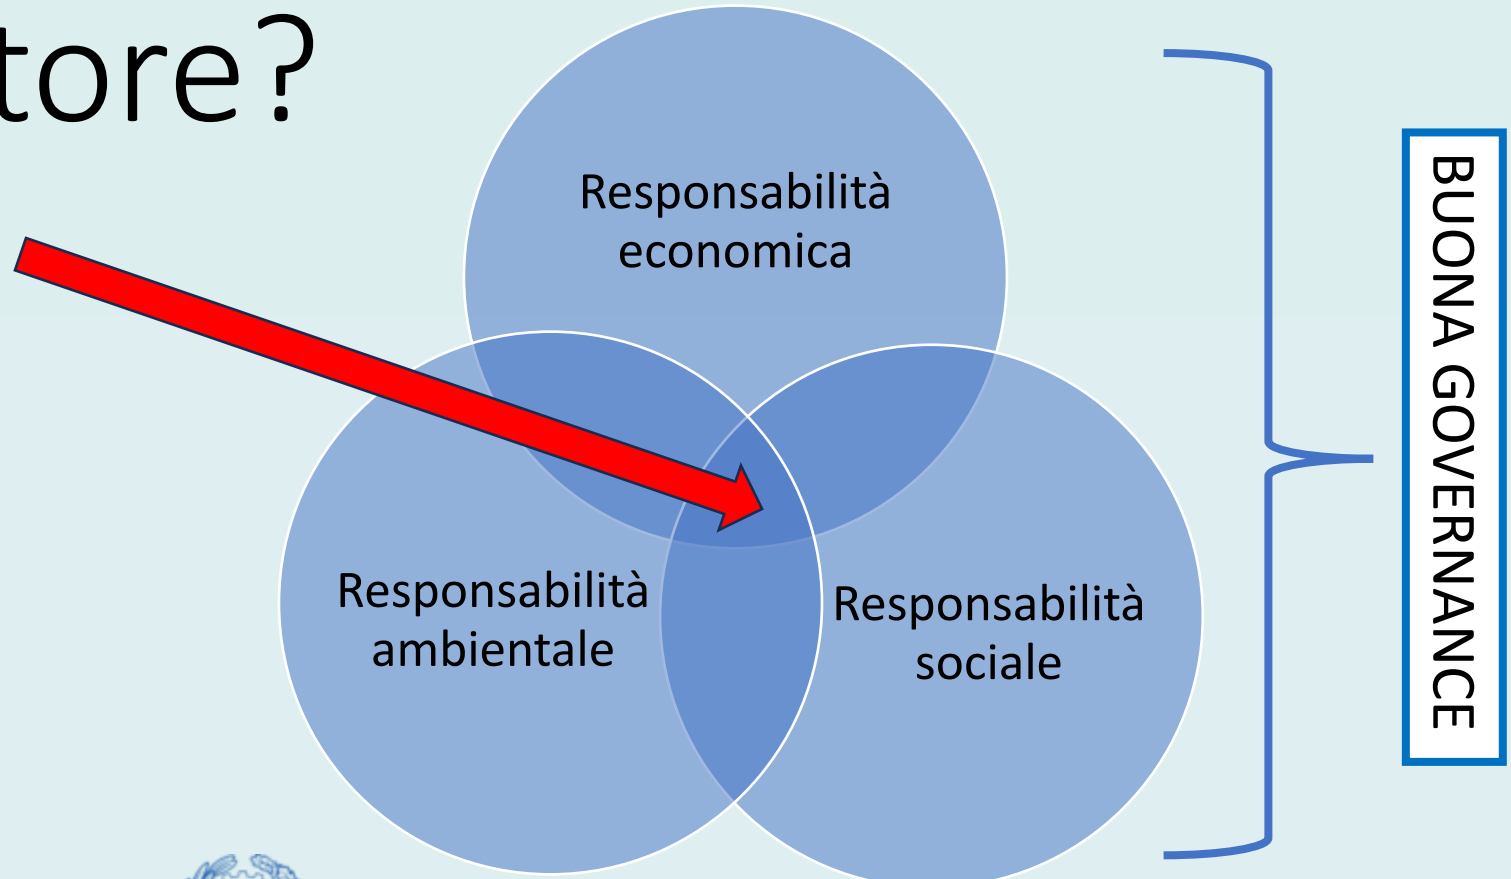 tore?
Responsabilità
economica
Responsabilità
ambientale
Responsabilità
sociale
BUONA GOVERNANCE